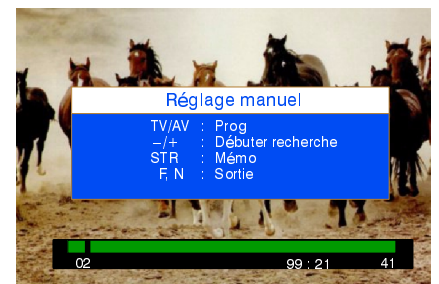 Réglage manuel
TV/AV : Prog
–/+ : Débuter recherche
STR : Mémo
F, N : Sortie
02 99 : 21 41